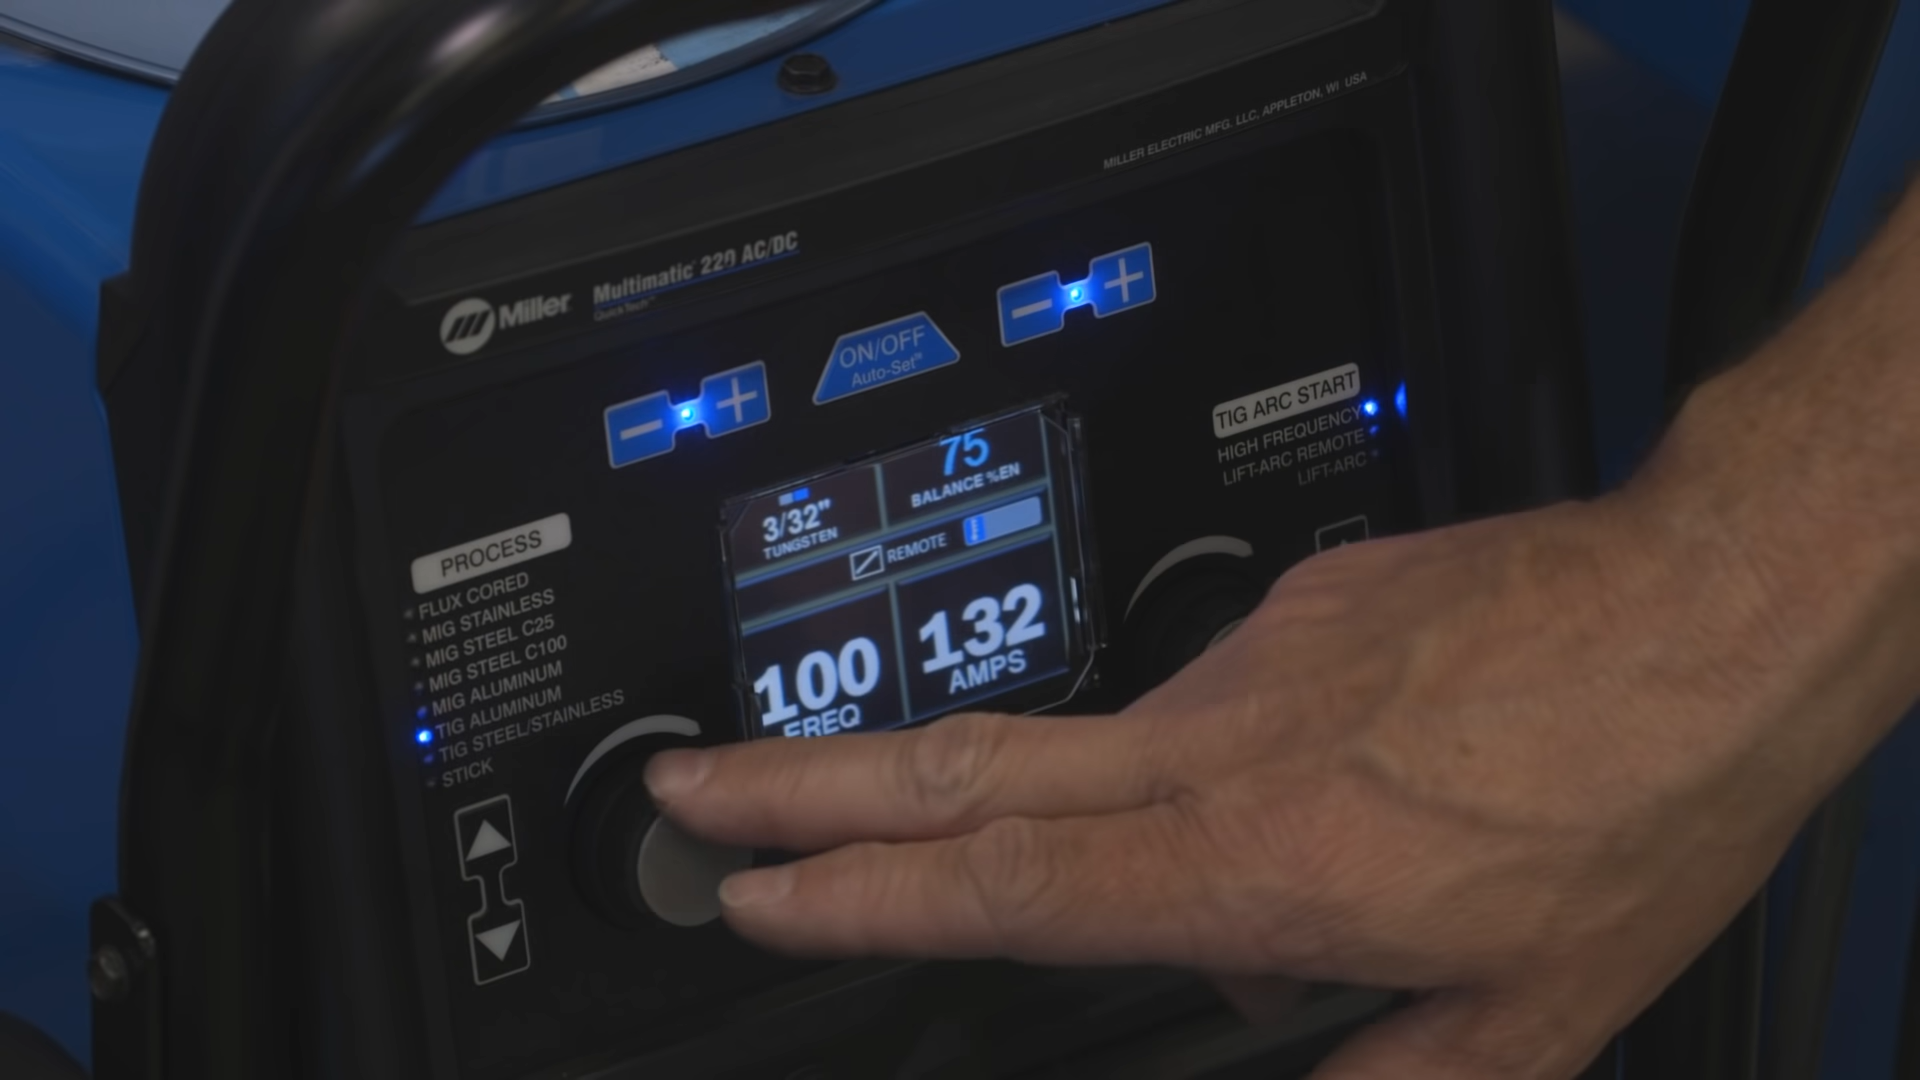 MILLER ELECTRIC MFG. LLC, APPLETON, WI USA
Miller
Multimatic 220 AC/DC
QuickTech™
ON/OFF
Auto-Set™
TIG ARC START
HIGH FREQUENCY
LIFT-ARC REMOTE
LIFT-ARC
PROCESS
FLUX CORED
MIG STAINLESS
MIG STEEL C25
MIG STEEL C100
MIG ALUMINUM
TIG ALUMINUM
TIG STEEL/STAINLESS
STICK
3/32"
TUNGSTEN
75
BALANCE %EN
REMOTE
100
FREQ
132
AMPS